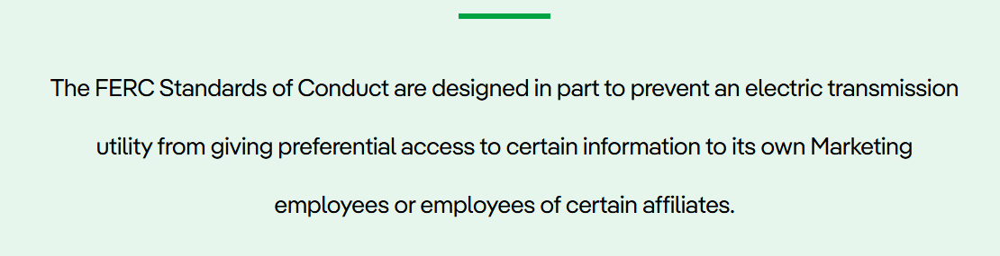 The FERC Standards of Conduct are designed in part to prevent an electric transmission
utility from giving preferential access to certain information to its own Marketing
employees or employees of certain affiliates.